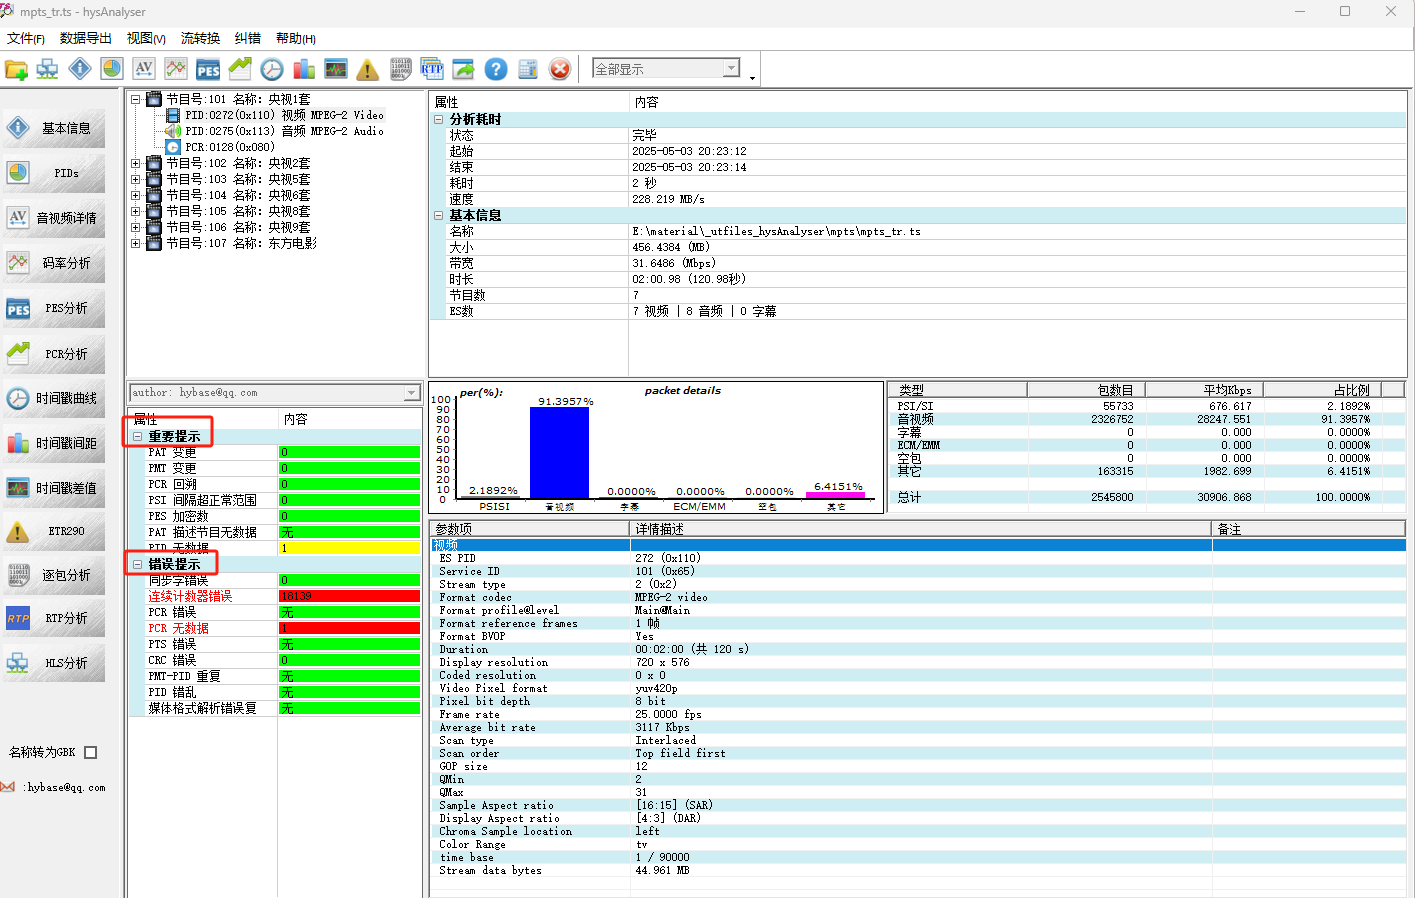 mpts_tr.ts - hysAnalyser
文件(F) 数据导出 视图(V) 流转换 纠错 帮助(H)
AV PES RTP ? 全部显示
基本信息
PIDs
AV 音视频详情
码率分析
PES PES分析
PCR分析
时间戳曲线
时间戳间距
时间戳差值
ETR290
逐包分析
RTP RTP分析
HLS分析
名称转为GBK
:hybase@qq.com
节目号:101 名称: 央视1套
PID:0272(0x110) 视频 MPEG-2 Video
PID:0275(0x113) 音频 MPEG-2 Audio
PCR:0128(0x080)
节目号:102 名称: 央视2套
节目号:103 名称: 央视5套
节目号:104 名称: 央视6套
节目号:105 名称: 央视8套
节目号:106 名称: 央视9套
节目号:107 名称: 东方电影
属性 内容
分析耗时
状态 完毕
起始 2025-05-03 20:23:12
结束 2025-05-03 20:23:14
耗时 2 秒
速度 228.219 MB/s
基本信息
名称 E:\material\_utfiles_hysAnalyser\mpts\mpts_tr.ts
大小 456.4384 (MB)
带宽 31.6486 (Mbps)
时长 02:00.98 (120.98秒)
节目数 7
ES数 7 视频 | 8 音频 | 0 字幕
author: hybase@qq.com
属性 内容
重要提示
PAT 变更 0
PMT 变更 0
PCR 回溯 0
PSI 间隔超正常范围 0
PES 加密数 0
PAT 描述节目无数据 无
PID 无数据 1
错误提示
同步字错误 0
连续计数器错误 18139
PCR 错误 无
PCR 无数据 1
PTS 错误 无
CRC 错误 0
PMT-PID 重复 无
PID 错乱 无
媒体格式解析错误复 无
per(%): packet details
100
90
80
70
60
50
40
30
20
10
0
2.1892% 91.3957% 0.0000% 0.0000% 0.0000% 6.4151%
PSISI 音视频 字幕 ECM/EMM 空包 其它
类型 包数目 平均Kbps 占比例
PSI/SI 55733 676.617 2.1892%
音视频 2326752 28247.551 91.3957%
字幕 0 0.000 0.0000%
ECM/EMM 0 0.000 0.0000%
空包 0 0.000 0.0000%
其它 163315 1982.699 6.4151%
总计 2545800 30906.868 100.0000%
参数项 详情描述 备注
视频
ES PID 272 (0x110)
Service ID 101 (0x65)
Stream type 2 (0x2)
Format codec MPEG-2 video
Format profile@level Main@Main
Format reference frames 1 帧
Format BVOP Yes
Duration 00:02:00 (共 120 s)
Display resolution 720 x 576
Coded resolution 0 x 0
Video Pixel format yuv420p
Pixel bit depth 8 bit
Frame rate 25.0000 fps
Average bit rate 3117 Kbps
Scan type Interlaced
Scan order Top field first
GOP size 12
QMin 2
QMax 31
Sample Aspect ratio [16:15] (SAR)
Display Aspect ratio [4:3] (DAR)
Chroma Sample location left
Color Range tv
time base 1 / 90000
Stream data bytes 44.961 MB